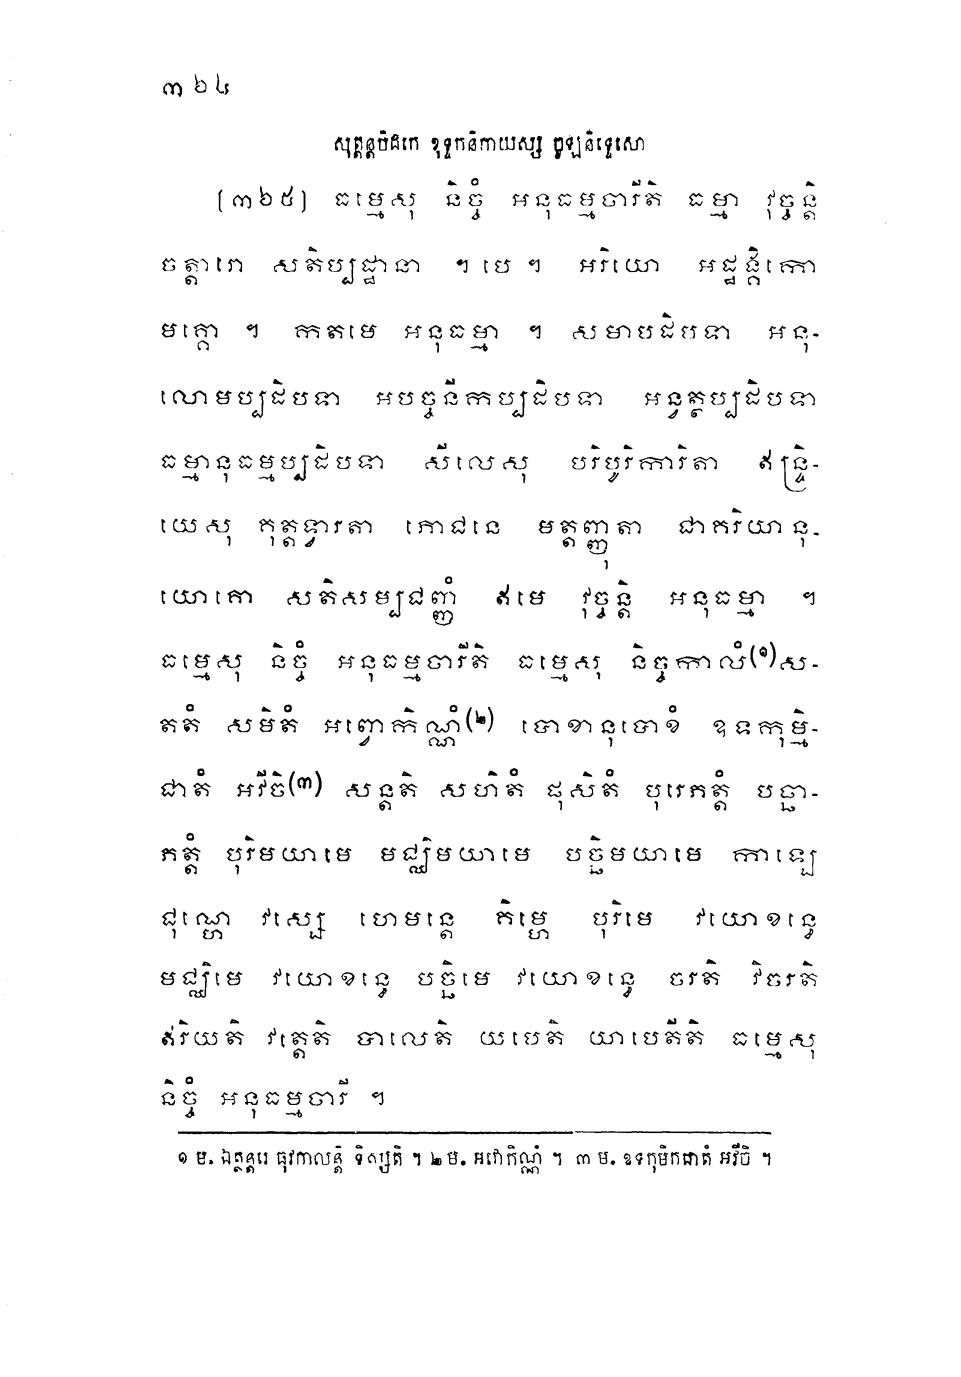 ៣៦៤
សុត្តន្តបិដកេ ខុទ្ទកនិកាយស្ស ចូឡនិទ្ទេសោ
[៣៦៥] ធម្មេសុ និច្ចំ អនុធម្មចារីតិ ធម្មា វុច្ចន្តិ
ចត្តារោ សតិប្បដ្ឋានា ។ បេ ។ អរិយោ អដ្ឋង្គិកោ
មគ្គោ ។ កតមេ អនុធម្មា ។ សមាបដិបទា អនុ-
លោមប្បដិបទា អបច្ចនីកប្បដិបទា អន្វត្ថប្បដិបទា
ធម្មានុធម្មប្បដិបទា សីលេសុ បរិបូរិការិតា ឥន្ទ្រិ-
យេសុ គុត្តទ្វារតា ភោជនេ មត្តញ្ញុតា ជាគរិយានុ-
យោគោ សតិសម្បជញ្ញំ ឥមេ វុច្ចន្តិ អនុធម្មា ។
ធម្មេសុ និច្ចំ អនុធម្មចារីតិ ធម្មេសុ និច្ចកាលំ(១)ស-
តតំ សមិតំ អព្ពោកិណ្ណំ(២) បោខានុបោខំ ឧទកុម្មិ-
ជាតំ អវីចិ(៣) សន្តតិ សហិតំ ផុសិតំ បុរេភត្តំ បច្ឆា-
ភត្តំ បុរិមយាមេ មជ្ឈិមយាមេ បច្ឆិមយាមេ កាឡេ
ជុណ្ហេ វស្សេ ហេមន្តេ គិម្ហេ បុរិមេ វយោខន្ធេ
មជ្ឈិមេ វយោខន្ធេ បច្ឆិមេ វយោខន្ធេ ចរតិ វិចរតិ
ឥរិយតិ វត្តេតិ បាលេតិ យបេតិ យាបេតីតិ ធម្មេសុ
និច្ចំ អនុធម្មចារី ។
១ ម. ឯត្ថន្តរេ ធុវកាលន្តិ ទិស្សតិ ។ ២ ម. អវោកិណ្ណំ ។ ៣ ម. ឧទកុមិកជាតំ អវីចិ ។